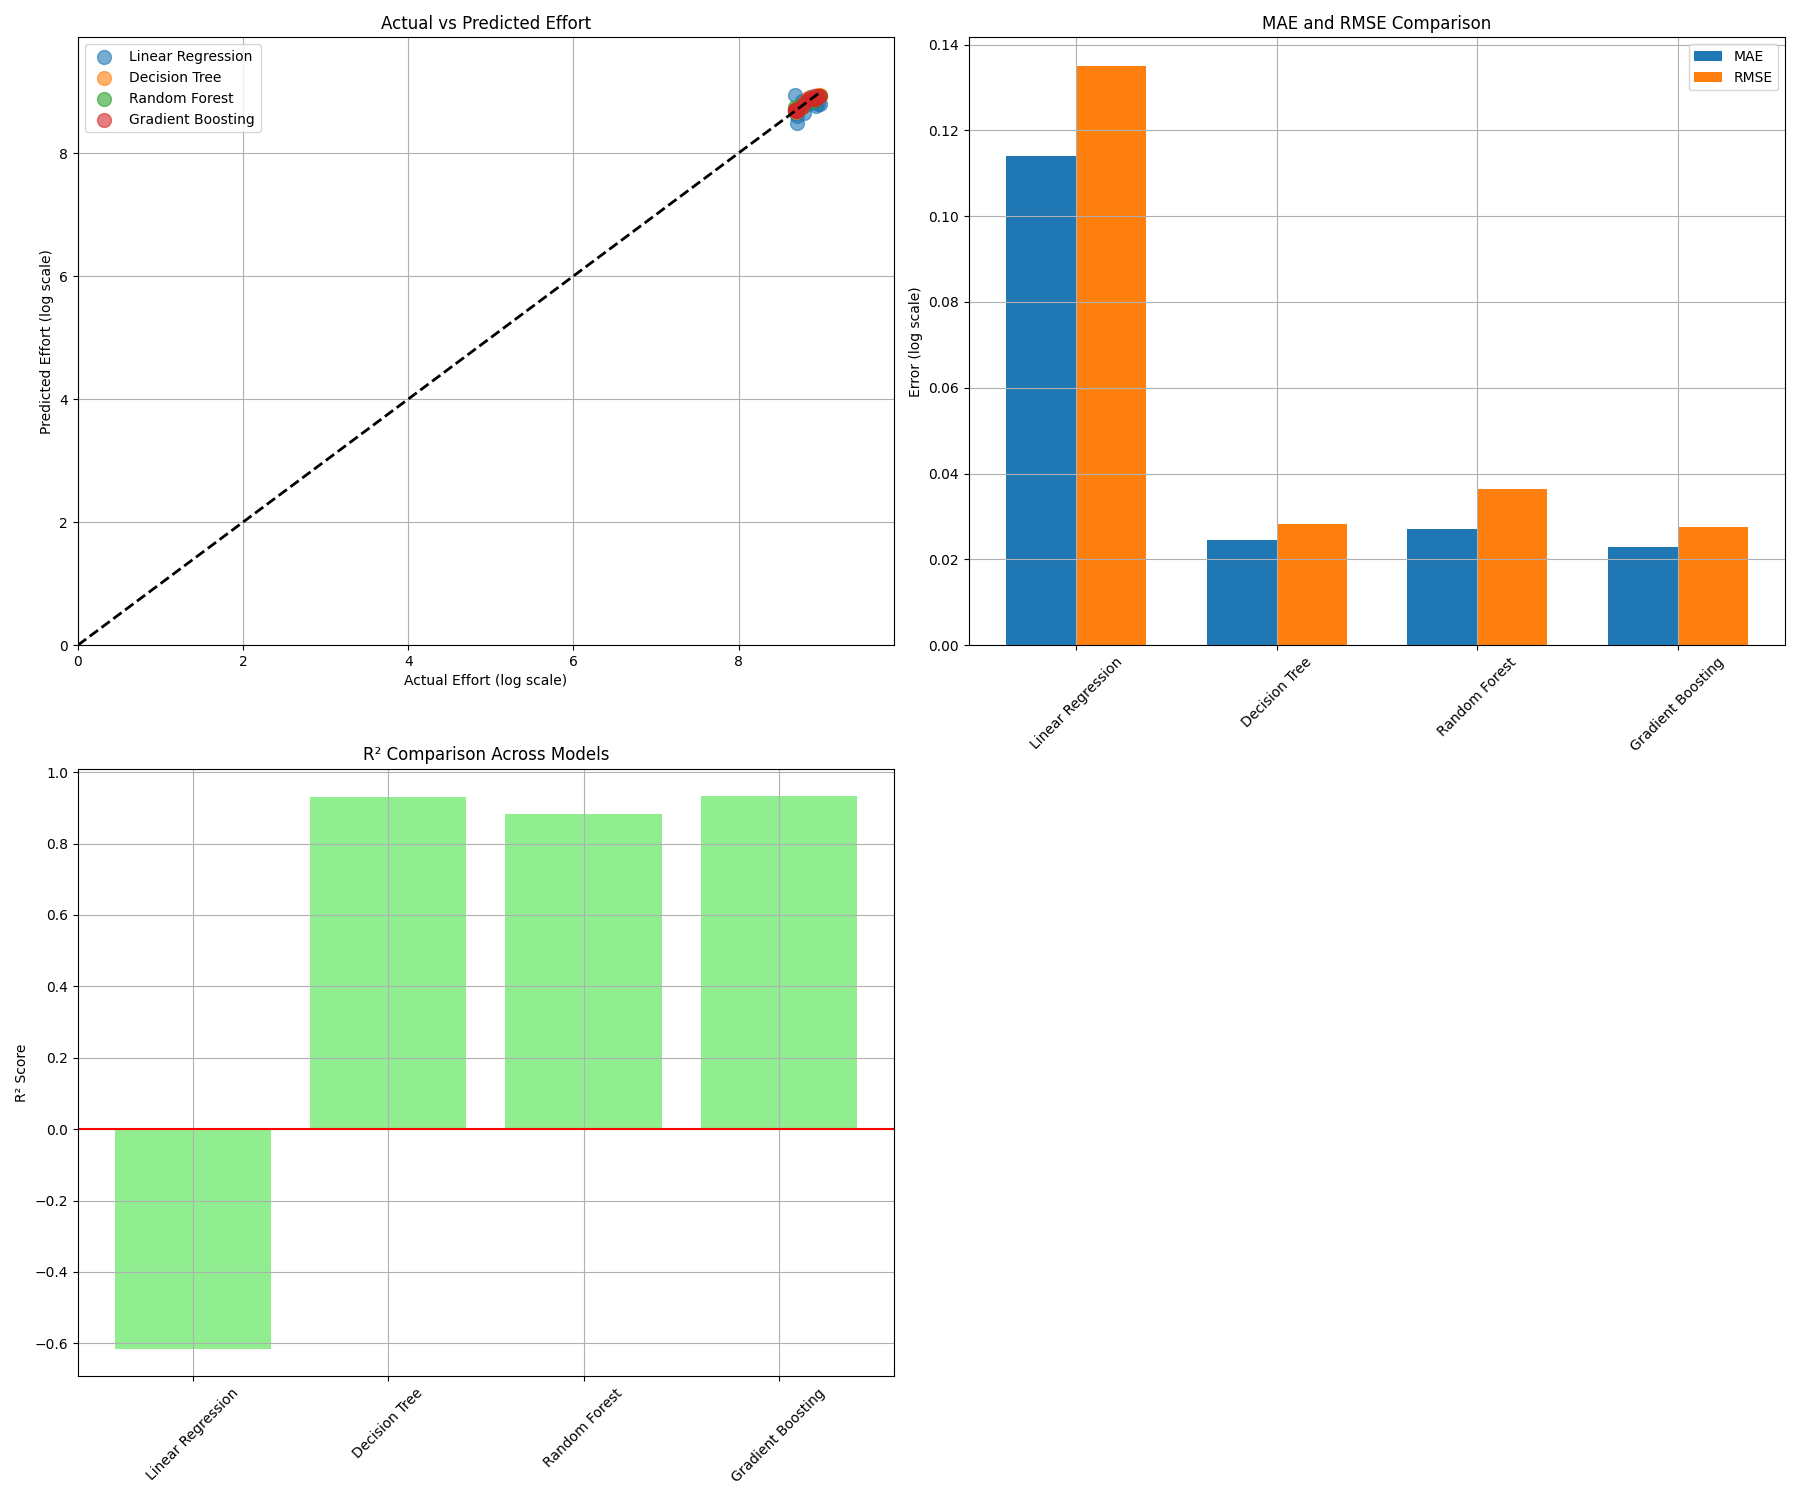 Actual vs Predicted Effort
Linear Regression
Decision Tree
Random Forest
Gradient Boosting
Predicted Effort (log scale)
8
6
4
2
0
0 2 4 6 8
Actual Effort (log scale)
MAE and RMSE Comparison
MAE
RMSE
Error (log scale)
0.14
0.12
0.10
0.08
0.06
0.04
0.02
0.00
Linear Regression
Decision Tree
Random Forest
Gradient Boosting
R² Comparison Across Models
R² Score
1.0
0.8
0.6
0.4
0.2
0.0
−0.2
−0.4
−0.6
Linear Regression
Decision Tree
Random Forest
Gradient Boosting